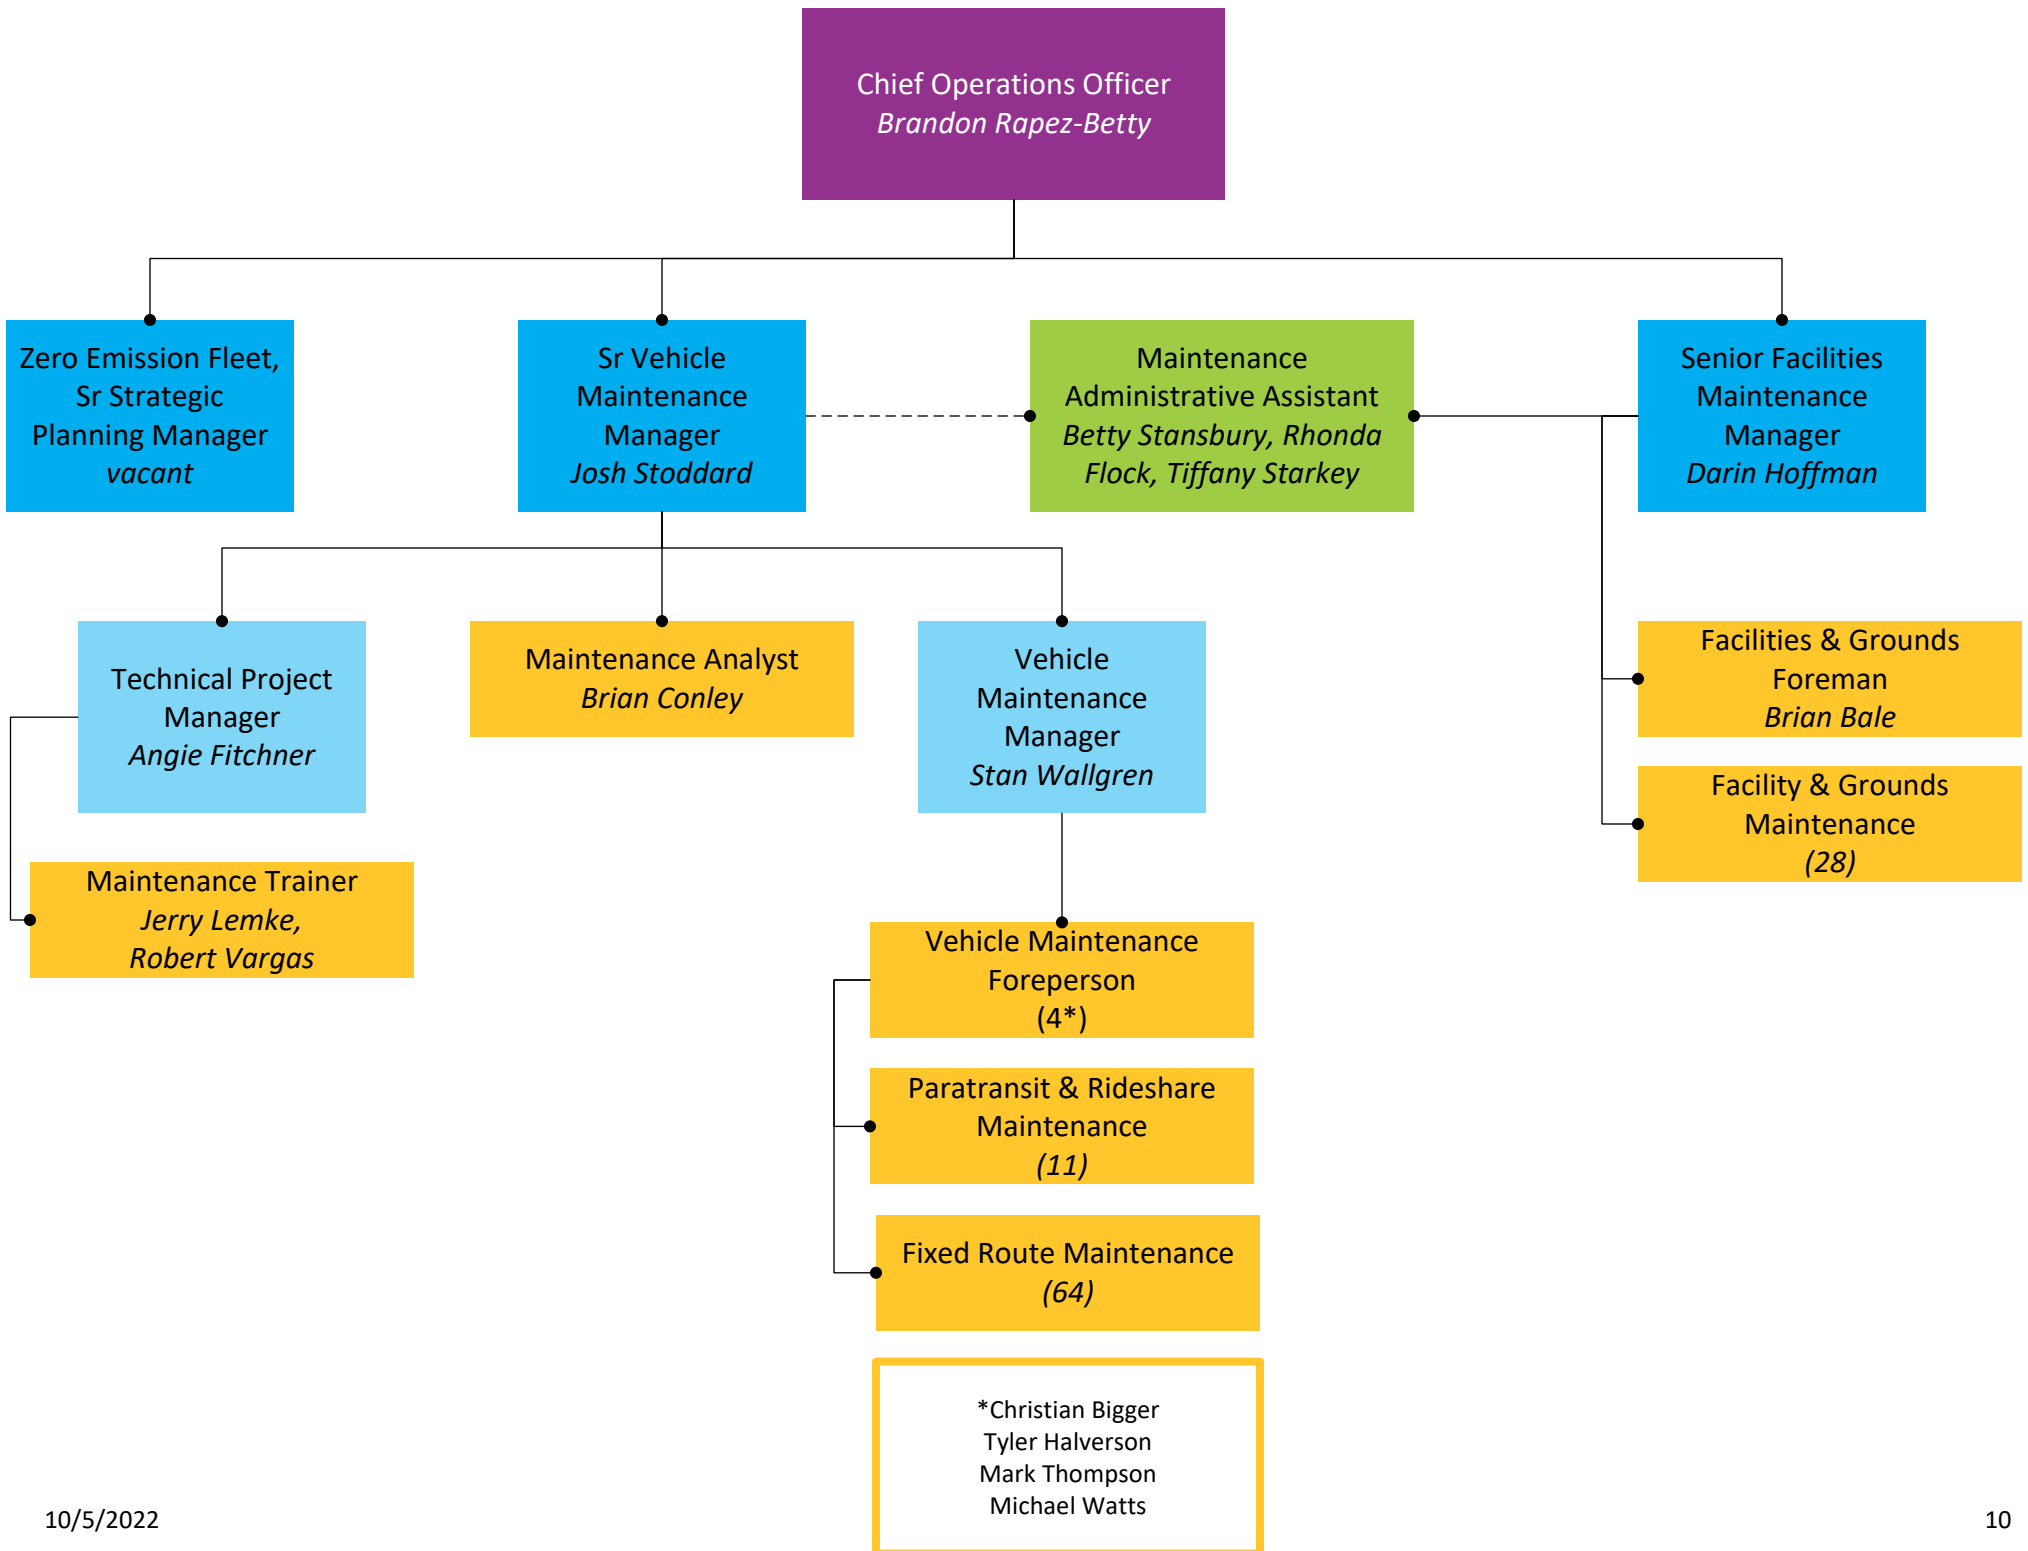 Chief Operations Officer
Brandon Rapez-Betty
Zero Emission Fleet,
Sr Strategic
Planning Manager
vacant
Sr Vehicle
Maintenance
Manager
Josh Stoddard
Maintenance
Administrative Assistant
Betty Stansbury, Rhonda
Flock, Tiffany Starkey
Senior Facilities
Maintenance
Manager
Darin Hoffman
Technical Project
Manager
Angie Fitchner
Maintenance Analyst
Brian Conley
Vehicle
Maintenance
Manager
Stan Wallgren
Facilities & Grounds
Foreman
Brian Bale
Facility & Grounds
Maintenance
(28)
Maintenance Trainer
Jerry Lemke,
Robert Vargas
Vehicle Maintenance
Foreperson
(4*)
Paratransit & Rideshare
Maintenance
(11)
Fixed Route Maintenance
(64)
*Christian Bigger
Tyler Halverson
Mark Thompson
Michael Watts
10/5/2022
10